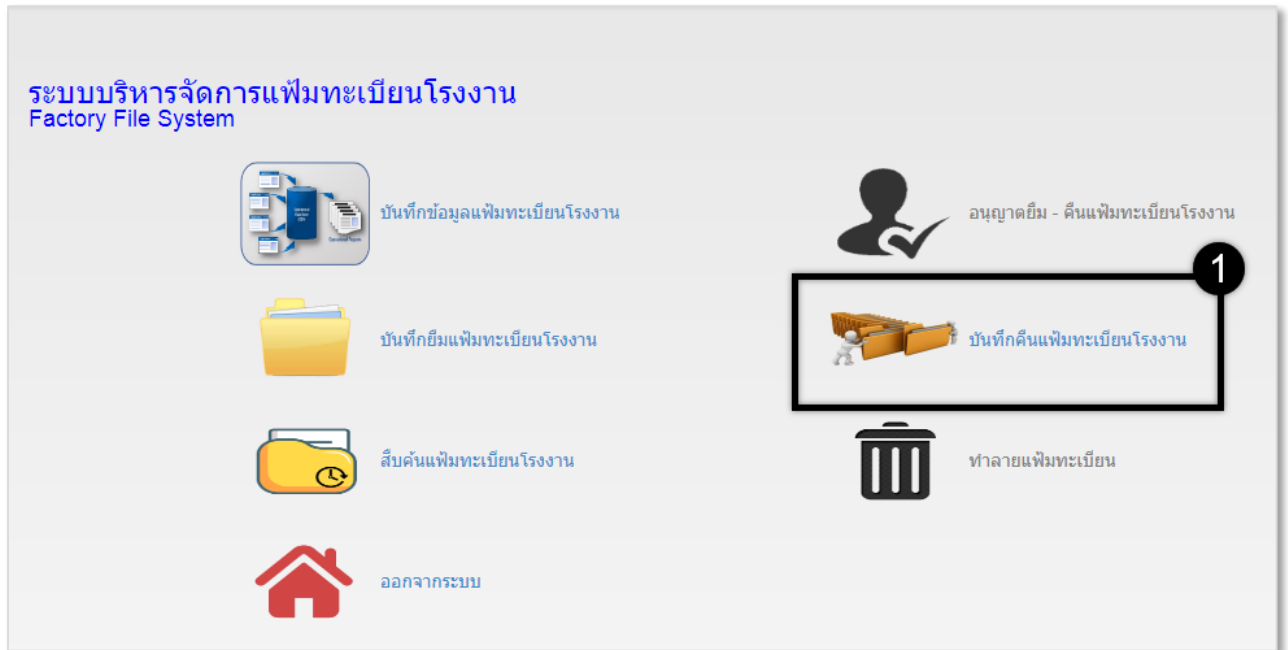 ระบบบริหารจัดการแฟ้มทะเบียนโรงงาน
Factory File System
บันทึกข้อมูลแฟ้มทะเบียนโรงงาน
อนุญาตยืม - คืนแฟ้มทะเบียนโรงงาน
1
บันทึกยืมแฟ้มทะเบียนโรงงาน
บันทึกคืนแฟ้มทะเบียนโรงงาน
สืบค้นแฟ้มทะเบียนโรงงาน
ทำลายแฟ้มทะเบียน
ออกจากระบบ